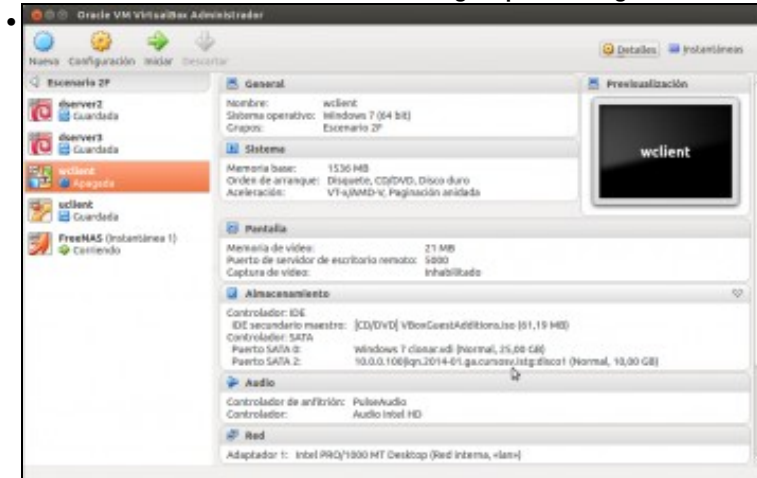 Oracle VM VirtualBox Administrador
Nueva Configuración Iniciar Descartar
Detalles Instantáneas
Escenario 2F
dserver2
Guardada
dserver3
Guardada
wclient
Apagada
uclient
Guardada
FreeNAS (Instantánea 1)
Corriendo
General
Nombre: wclient
Sistema operativo: Windows 7 (64 bit)
Grupos: Escenario 2F
Sistema
Memoria base: 1536 MB
Orden de arranque: Disquete, CD/DVD, Disco duro
Aceleración: VT-x/AMD-V, Paginación anidada
Previsualización
wclient
Pantalla
Memoria de vídeo: 21 MB
Puerto de servidor de escritorio remoto: 5000
Captura de vídeo: Inhabilitado
Almacenamiento
Controlador: IDE
IDE secundario maestro: [CD/DVD] VBoxGuestAdditions.iso (61,19 MB)
Controlador: SATA
Puerto SATA 0: Windows 7 clonar.vdi (Normal, 25,00 GB)
Puerto SATA 2: (Normal, 10,00 GB)
Audio
Controlador de anfitrión: PulseAudio
Controlador: Audio Intel HD
Red
Adaptador 1: Intel PRO/1000 MT Desktop (Red interna, «lan»)